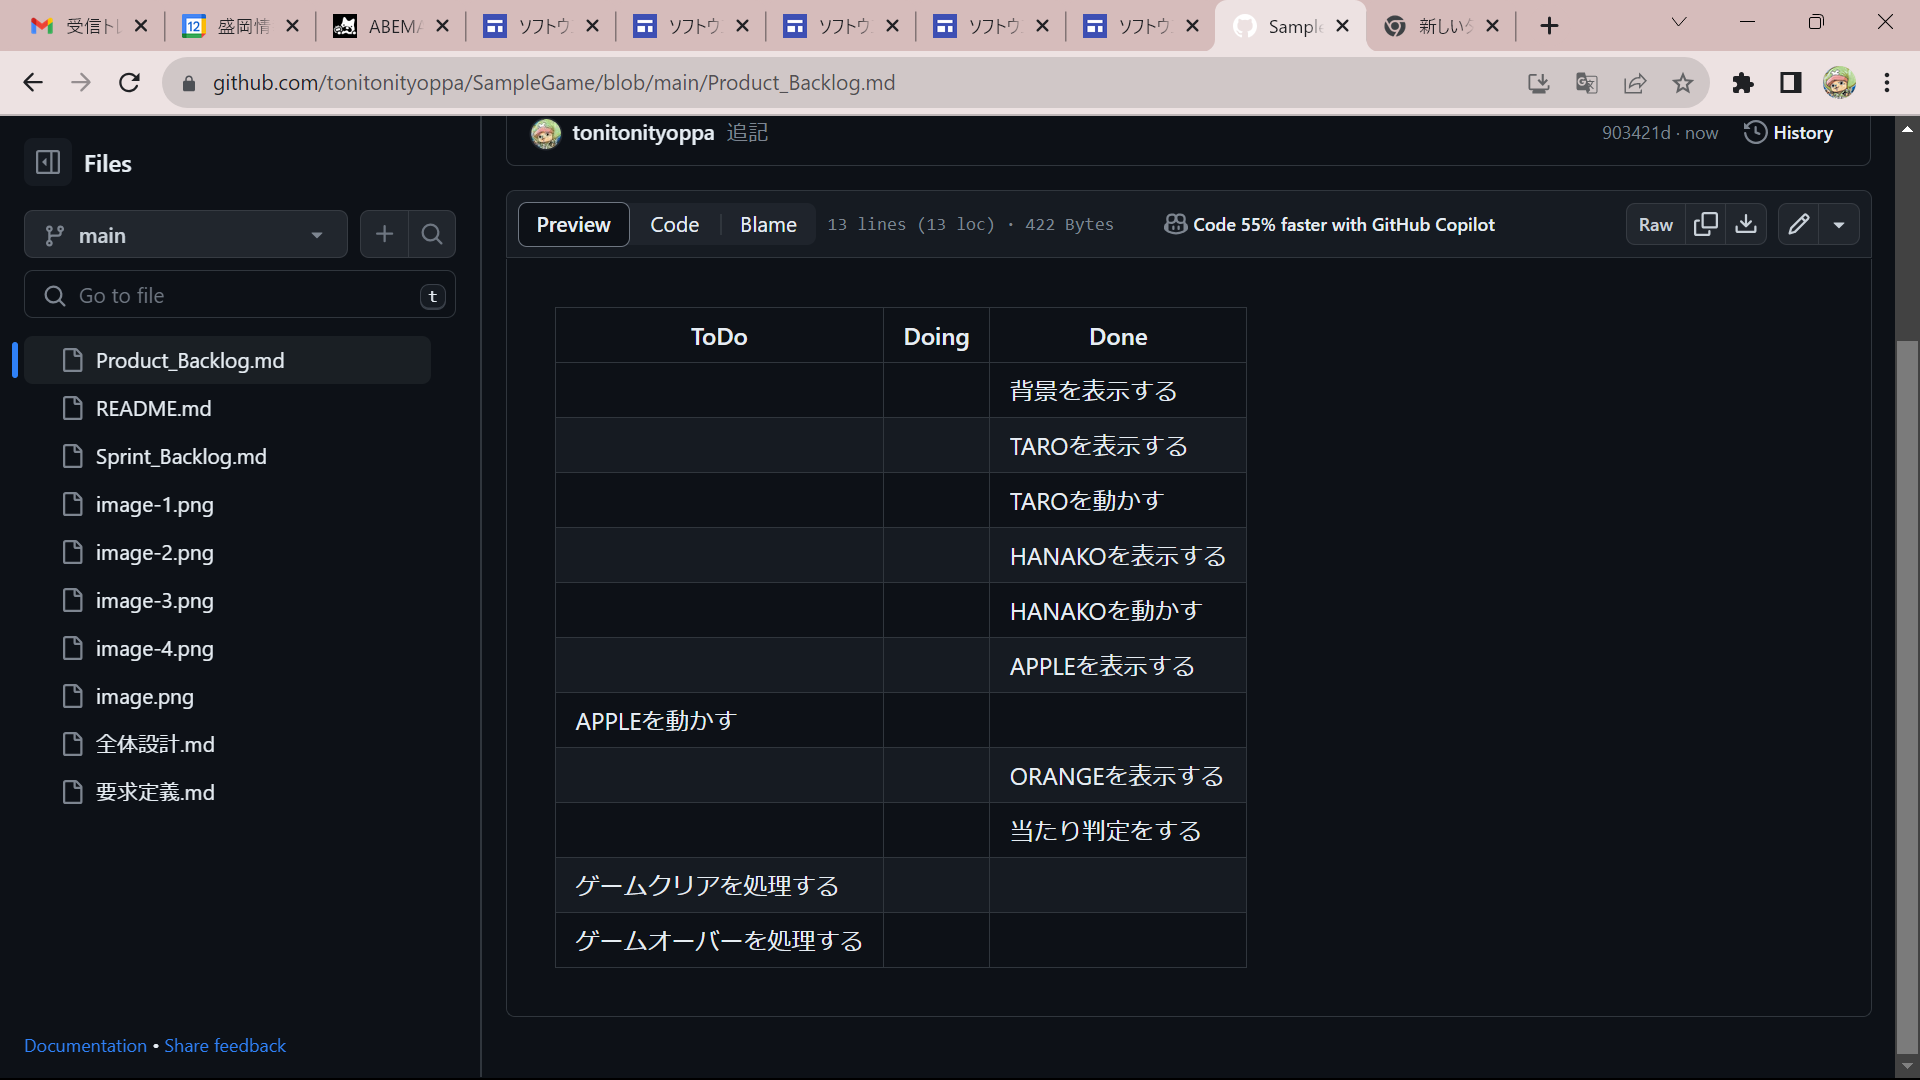 受信トレ
盛岡情
ABEMA
ソフトウ
ソフトウ
ソフトウ
ソフトウ
ソフトウ
Sample
新しいタ
github.com/tonitonityoppa/SampleGame/blob/main/Product_Backlog.md
Files
main
Go to file
t
Product_Backlog.md
README.md
Sprint_Backlog.md
image-1.png
image-2.png
image-3.png
image-4.png
image.png
全体設計.md
要求定義.md
Documentation • Share feedback
tonitonityoppa 追記
903421d · now
History
Preview
Code
Blame
13 lines (13 loc) · 422 Bytes
Code 55% faster with GitHub Copilot
Raw
ToDo Doing Done
背景を表示する
TAROを表示する
TAROを動かす
HANAKOを表示する
HANAKOを動かす
APPLEを表示する
APPLEを動かす
ORANGEを表示する
当たり判定をする
ゲームクリアを処理する
ゲームオーバーを処理する